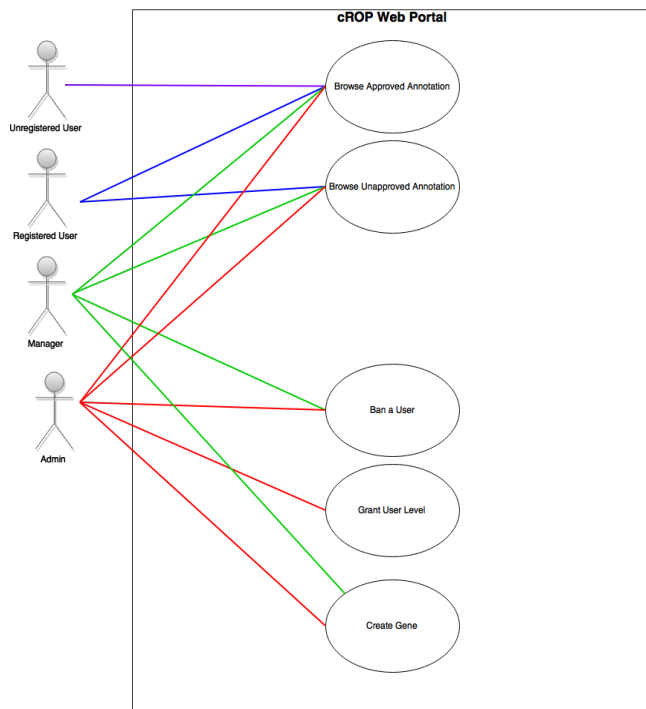 cROP Web Portal
Browse Approved Annotation
Unregistered User
Browse Unapproved Annotation
Registered User
Manager
Ban a User
Admin
Grant User Level
Create Gene